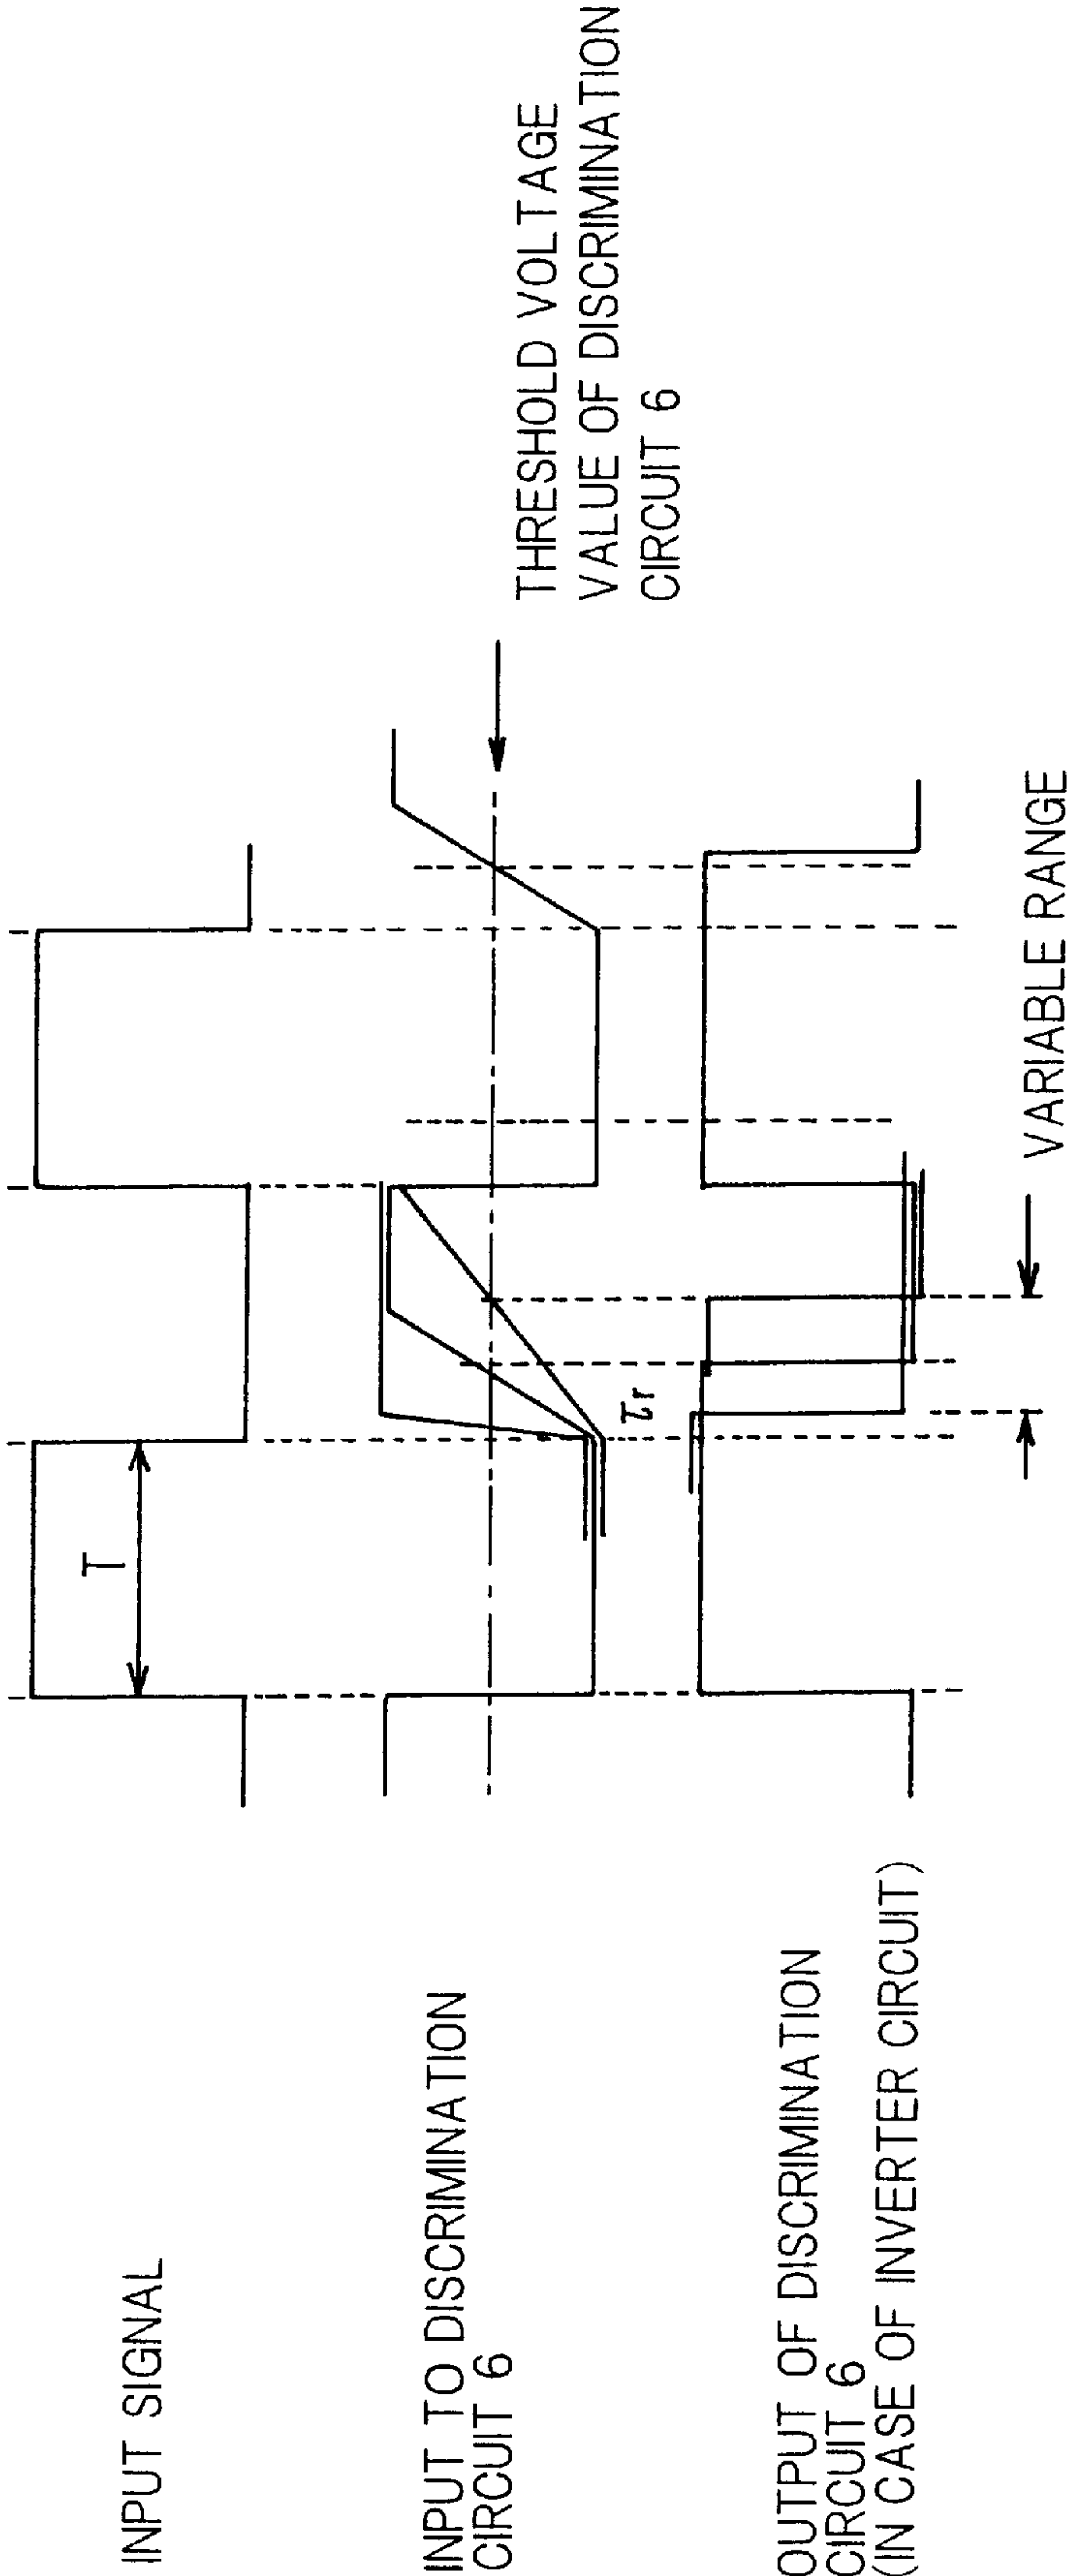 INPUT SIGNAL
T
INPUT TO DISCRIMINATION
CIRCUIT 6
THRESHOLD VOLTAGE
VALUE OF DISCRIMINATION
CIRCUIT 6
τr
OUTPUT OF DISCRIMINATION
CIRCUIT 6
(IN CASE OF INVERTER CIRCUIT)
VARIABLE RANGE